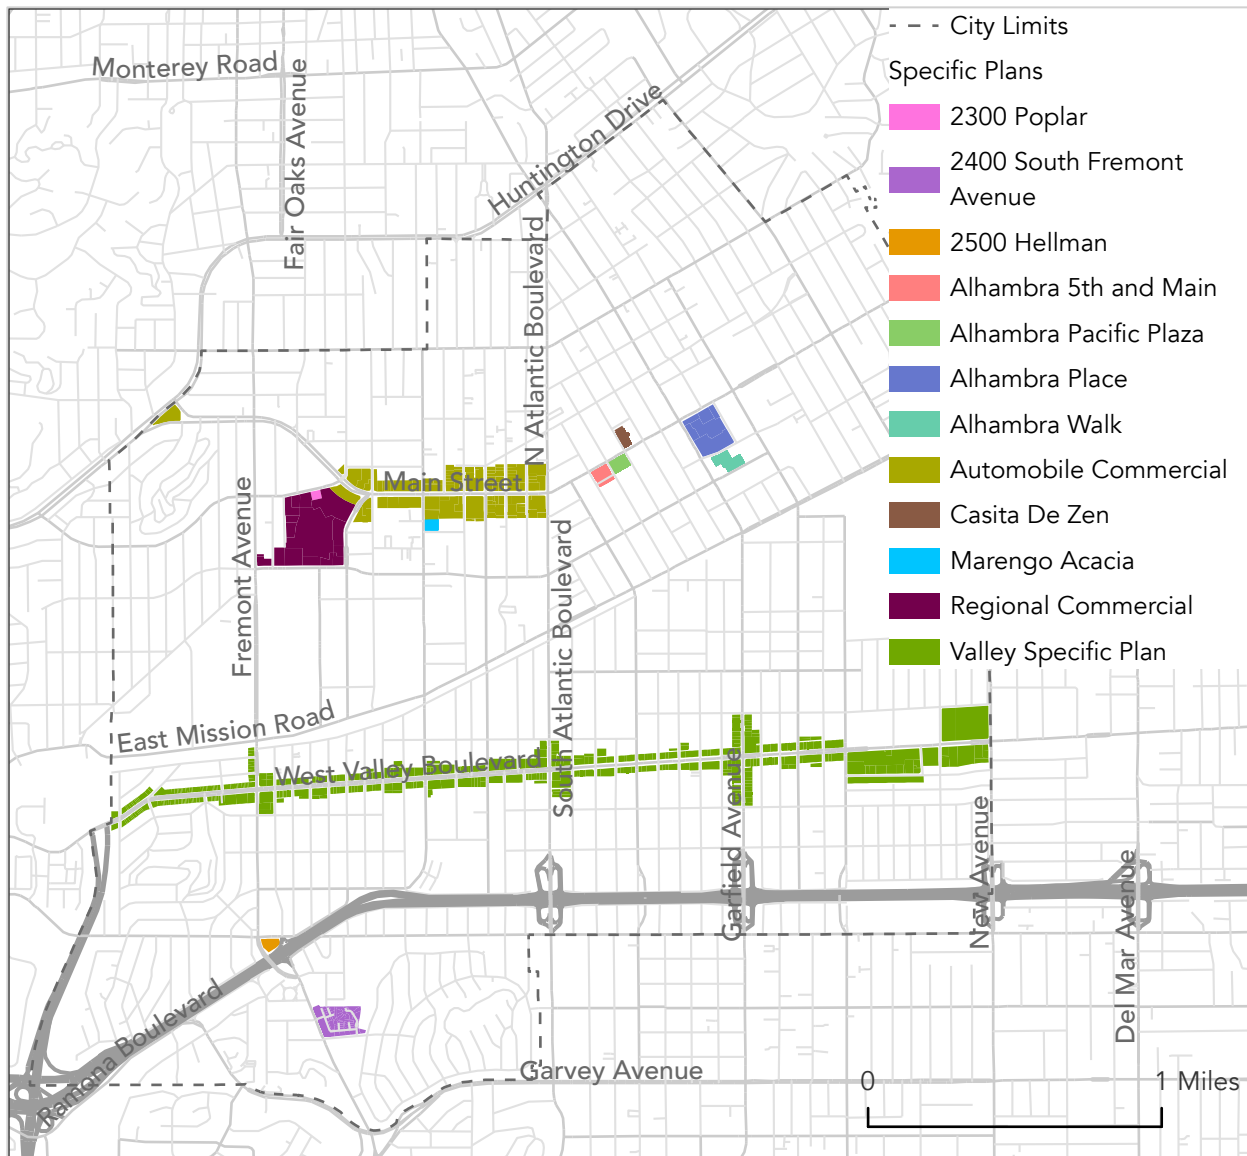 City Limits
Specific Plans
2300 Poplar
2400 South Fremont
Avenue
2500 Hellman
Alhambra 5th and Main
Alhambra Pacific Plaza
Alhambra Place
Alhambra Walk
Automobile Commercial
Casita De Zen
Marengo Acacia
Regional Commercial
Valley Specific Plan
Monterey Road
Fair Oaks Avenue
Huntington Drive
N Atlantic Boulevard
Main Street
Fremont Avenue
South Atlantic Boulevard
East Mission Road
West Valley Boulevard
Garfield Avenue
New Avenue
Del Mar Avenue
Ramona Boulevard
Garvey Avenue
0 1 Miles